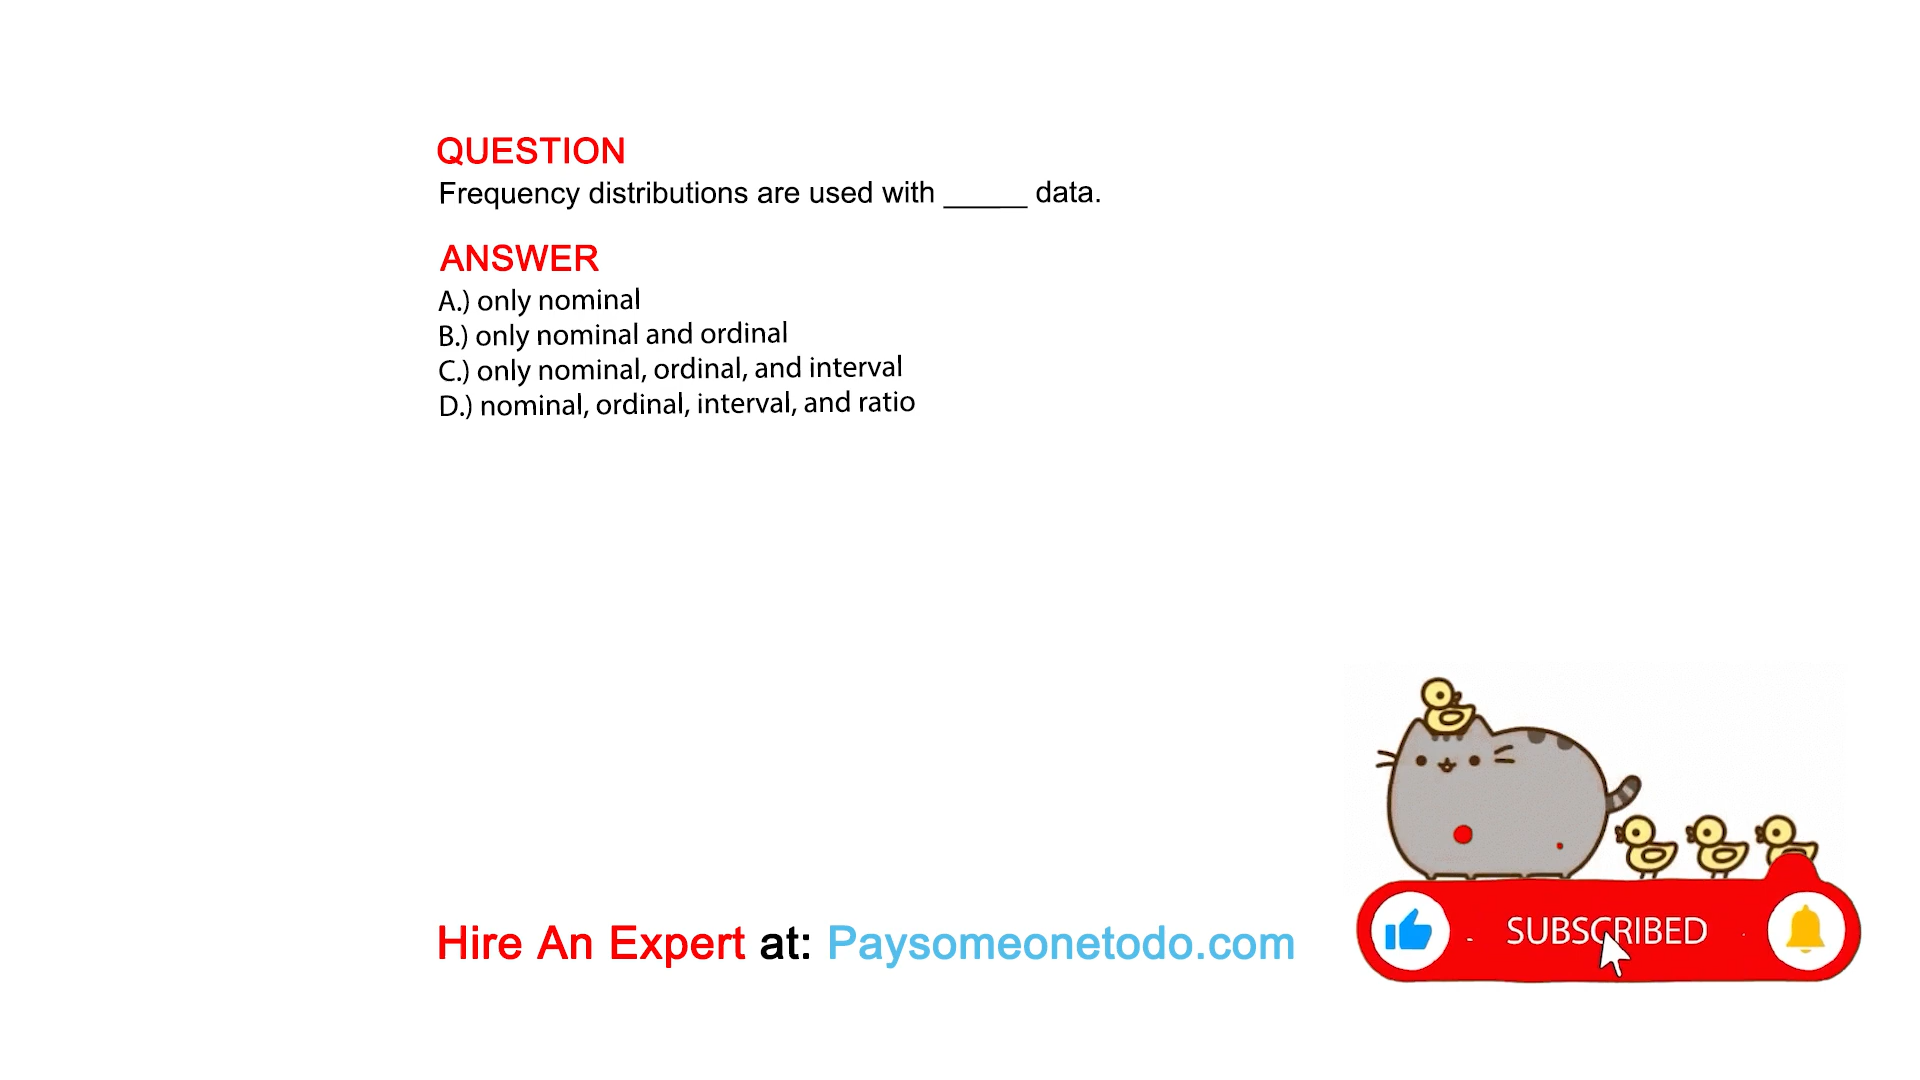 QUESTION
Frequency distributions are used with _____ data.
ANSWER
A.) only nominal
B.) only nominal and ordinal
C.) only nominal, ordinal, and interval
D.) nominal, ordinal, interval, and ratio
Hire An Expert at: Paysomeonetodo.com
SUBSCRIBED